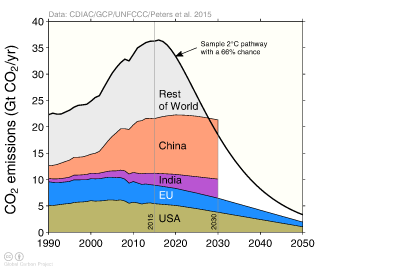 Data: CDIAC/GCP/UNFCCC/Peters et al. 2015
CO2 emissions (Gt CO2/yr)
40
35
30
25
20
15
10
5
0
Sample 2°C pathway
with a 66% chance
Rest
of World
China
India
EU
USA
2015
2030
1990
2000
2010
2020
2030
2040
2050
Global Carbon Project